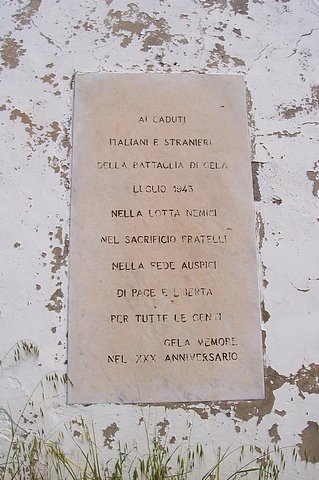 AI CADUTI
ITALIANI E STRANIERI
DELLA BATTAGLIA DI GELA
LUGLIO 1943
NELLA LOTTA NEMICI
NEL SACRIFICIO FRATELLI
NELLA FEDE AUSPICI
DI PACE E LIBERTA
PER TUTTE LE GENTI
GELA MEMORE
NEL XXX ANNIVERSARIO